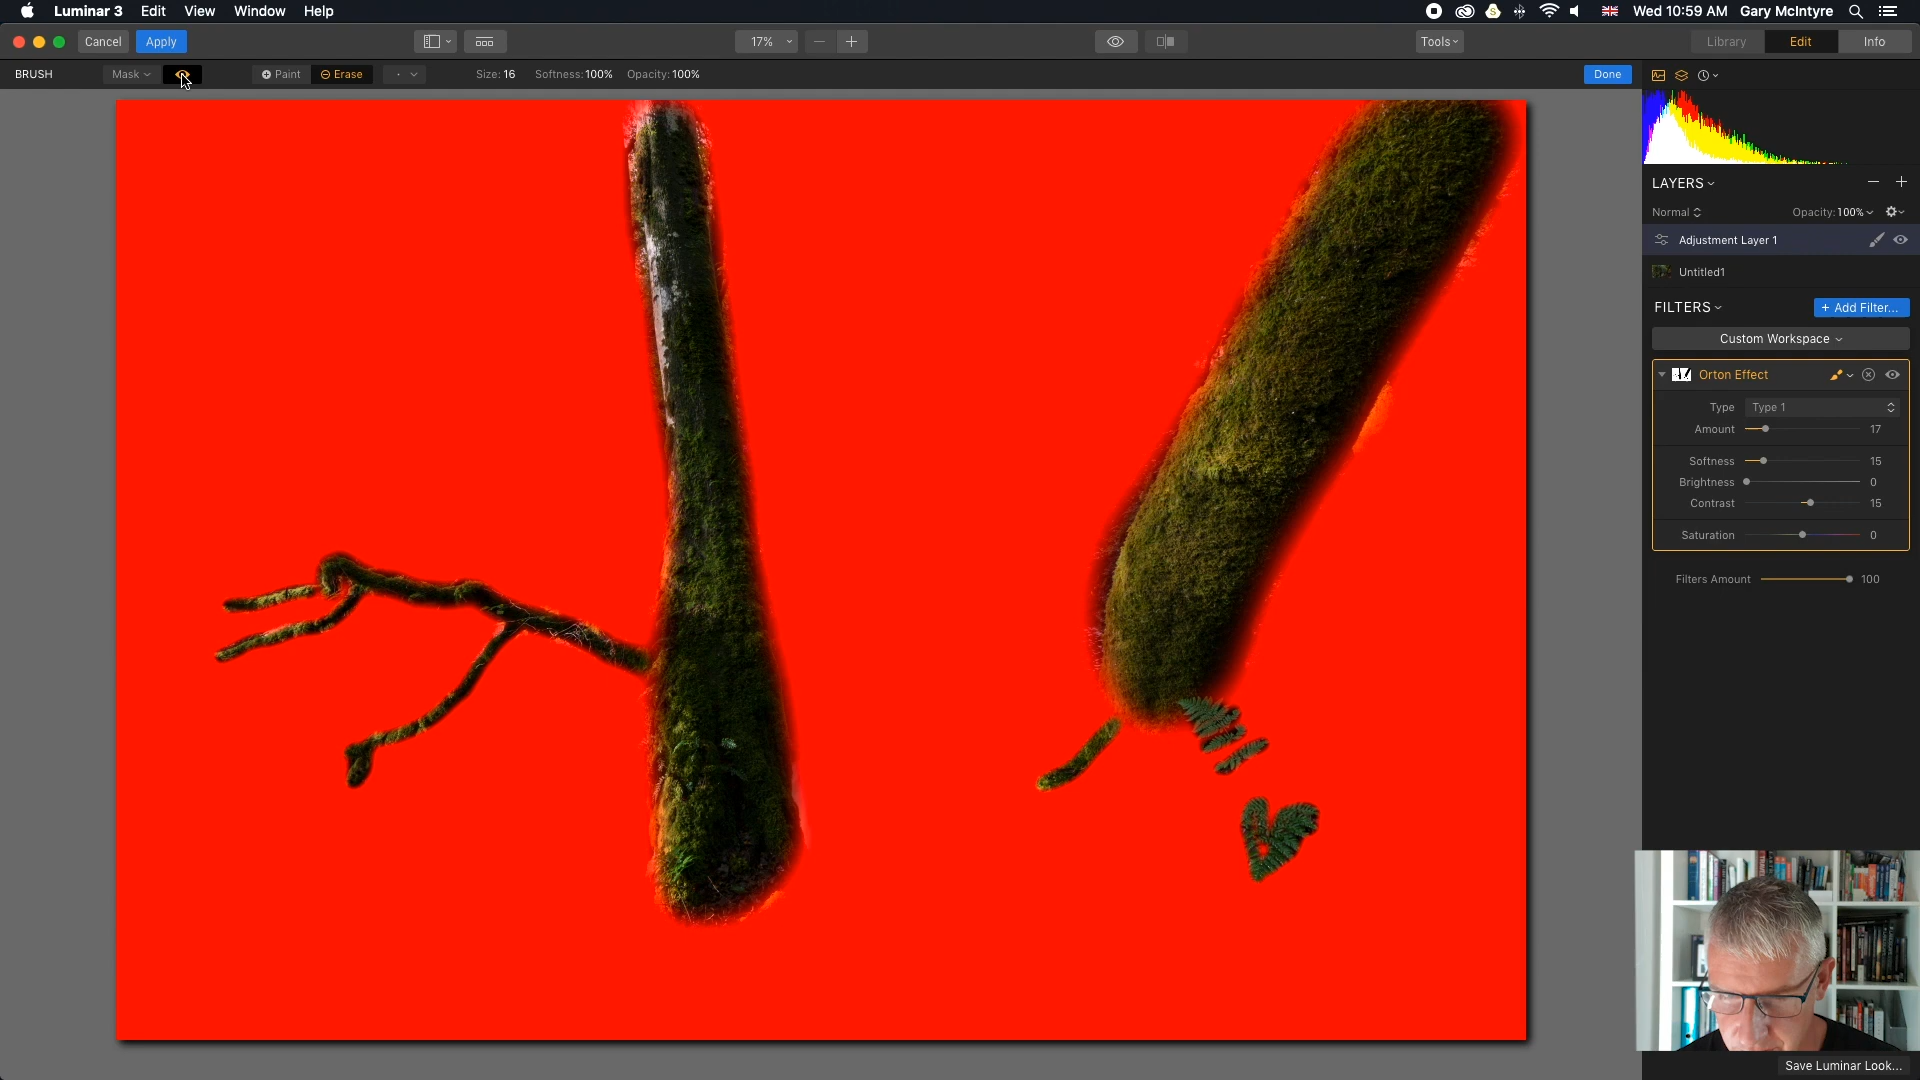 Luminar 3 Edit View Window Help Wed 10:59 AM Gary McIntyre
Cancel Apply 17% Tools Library Edit Info
BRUSH Mask Paint Erase Size: 16 Softness: 100% Opacity: 100% Done
LAYERS
Normal Opacity: 100%
Adjustment Layer 1
Untitled1
FILTERS + Add Filter...
Custom Workspace
Orton Effect
Type Type 1
Amount 17
Softness 15
Brightness 0
Contrast 15
Saturation 0
Filters Amount 100
Save Luminar Look...